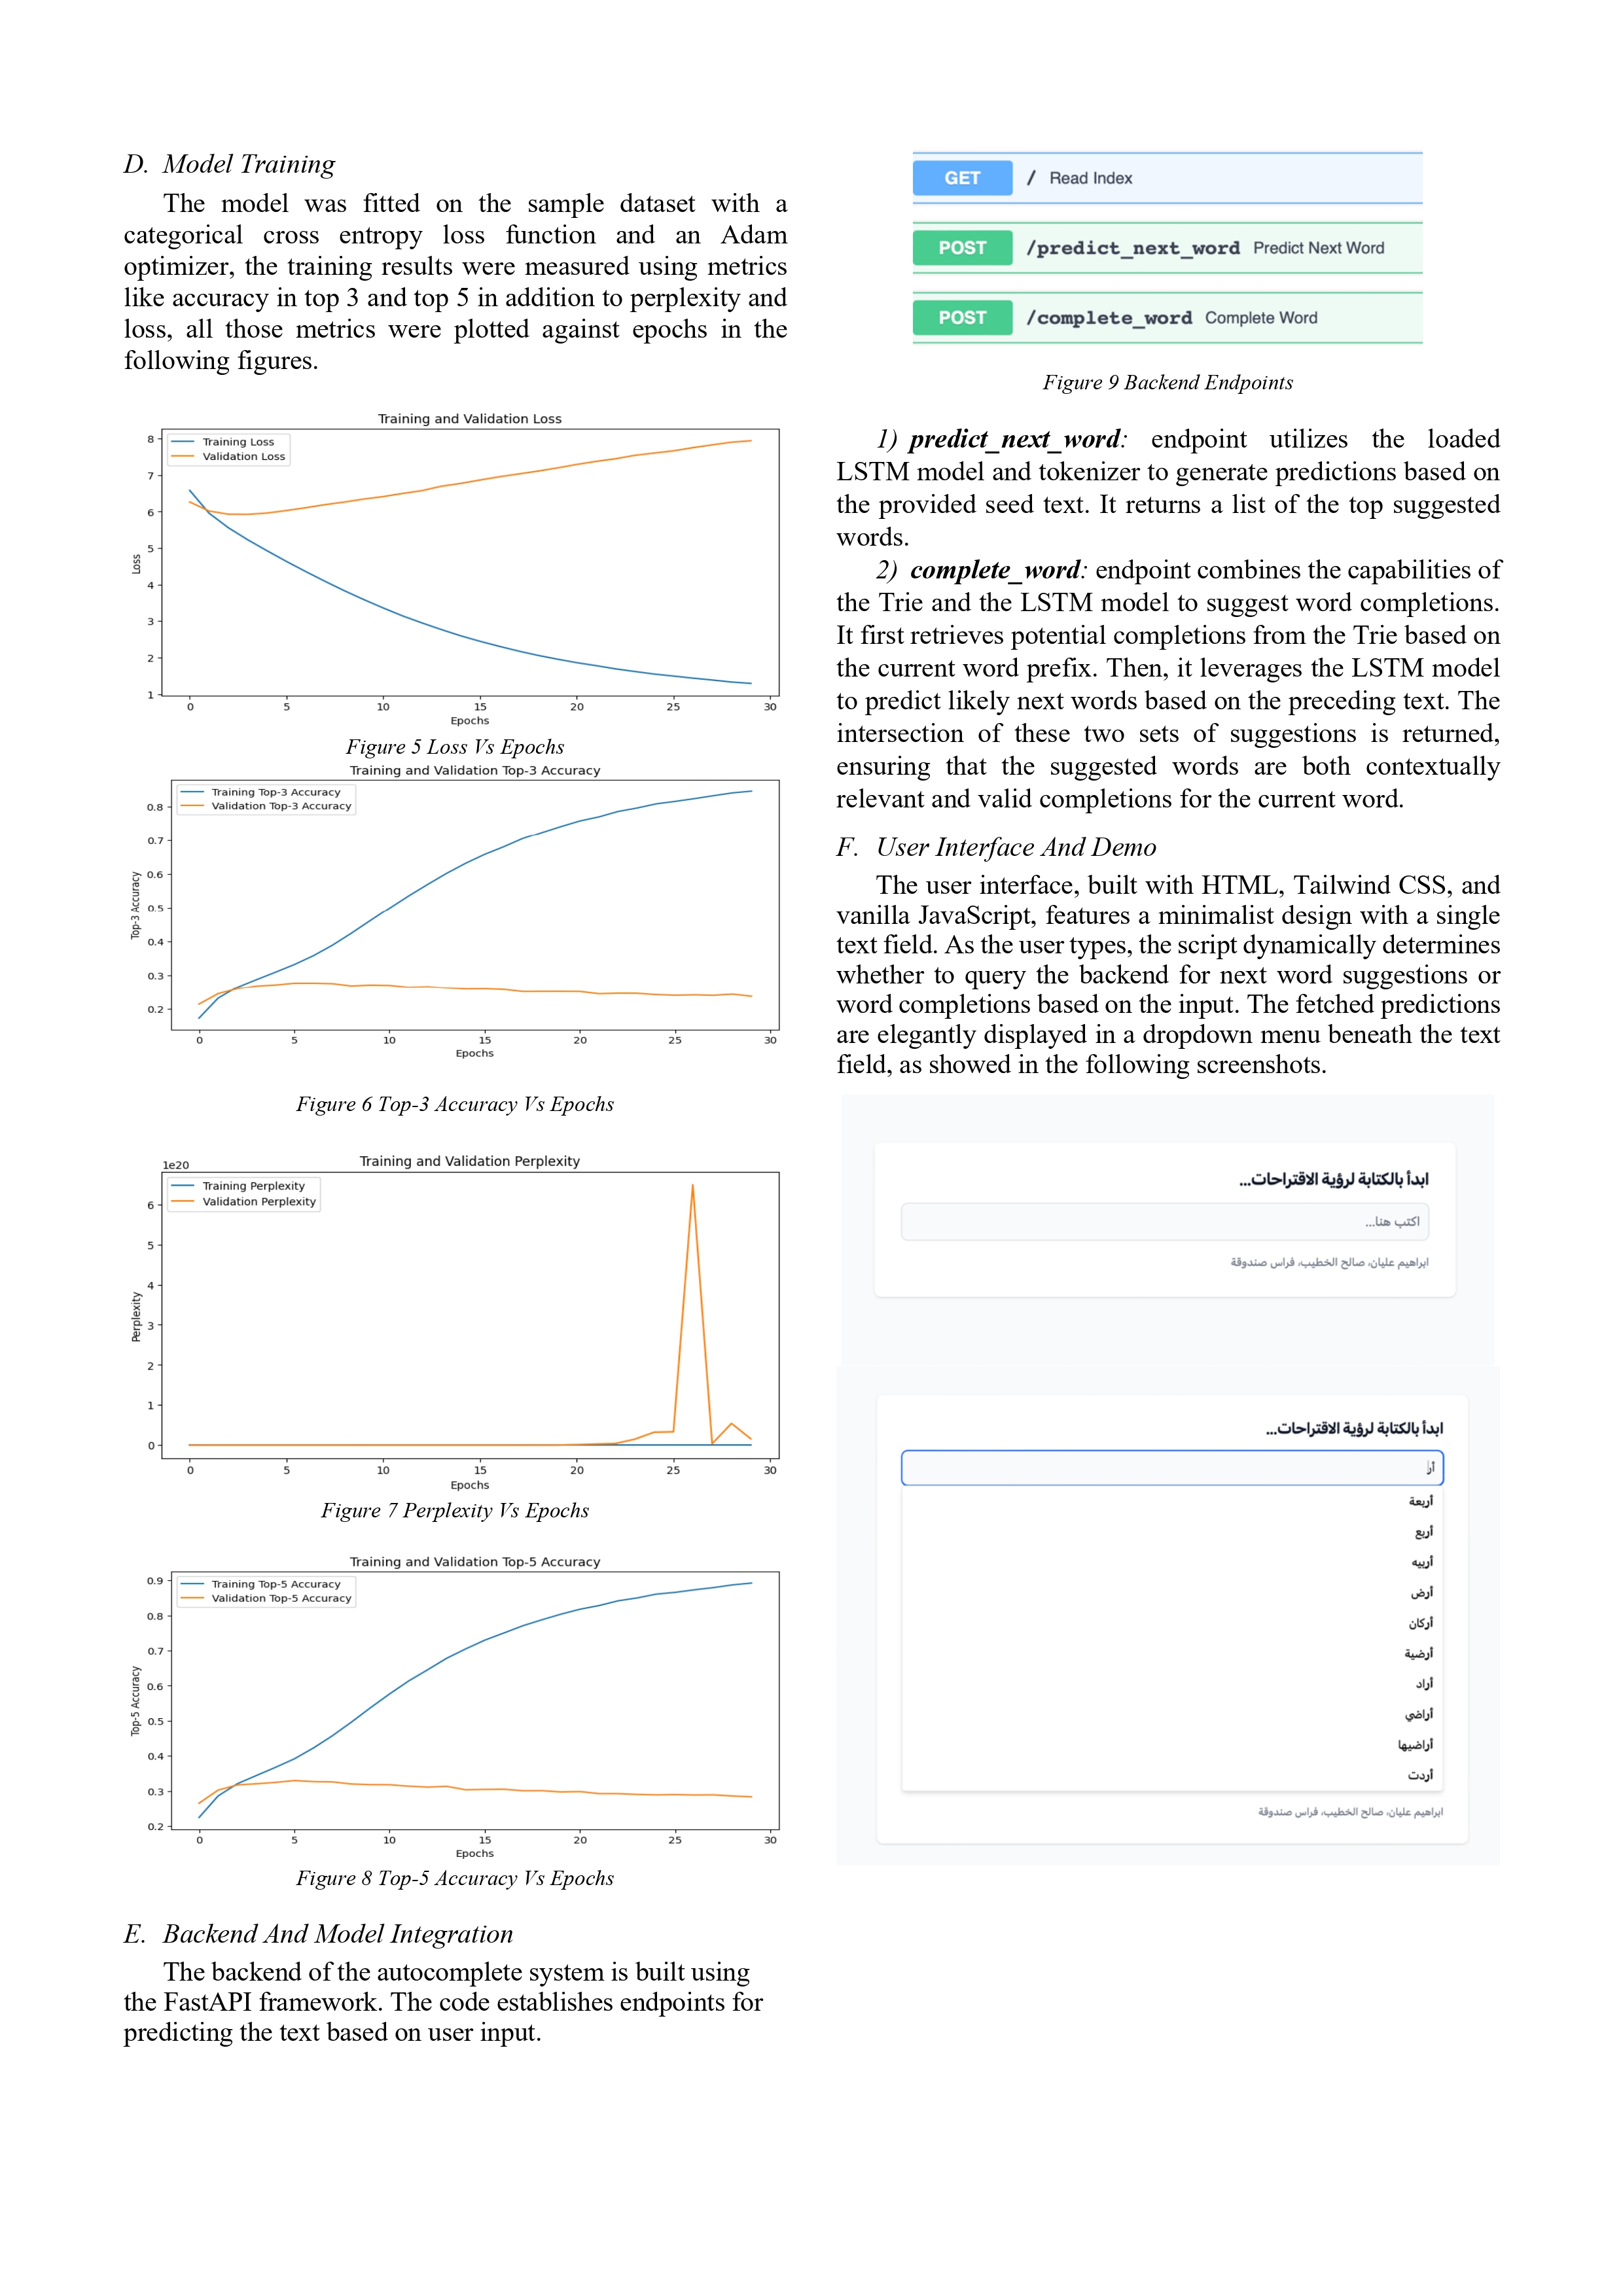 D. Model Training
The model was fitted on the sample dataset with a
categorical cross entropy loss function and an Adam
optimizer, the training results were measured using metrics
like accuracy in top 3 and top 5 in addition to perplexity and
loss, all those metrics were plotted against epochs in the
following figures.
Training and Validation Loss
Training Loss
Validation Loss
8
7
6
5
4
3
2
1
Loss
0 5 10 15 20 25 30
Epochs
Figure 5 Loss Vs Epochs
Training and Validation Top-3 Accuracy
Training Top-3 Accuracy
Validation Top-3 Accuracy
0.8
0.7
0.6
0.5
0.4
0.3
0.2
Top-3 Accuracy
0 5 10 15 20 25 30
Epochs
Figure 6 Top-3 Accuracy Vs Epochs
1e20
Training and Validation Perplexity
Training Perplexity
Validation Perplexity
6
5
4
3
2
1
0
Perplexity
0 5 10 15 20 25 30
Epochs
Figure 7 Perplexity Vs Epochs
Training and Validation Top-5 Accuracy
Training Top-5 Accuracy
Validation Top-5 Accuracy
0.9
0.8
0.7
0.6
0.5
0.4
0.3
0.2
Top-5 Accuracy
0 5 10 15 20 25 30
Epochs
Figure 8 Top-5 Accuracy Vs Epochs
E. Backend And Model Integration
The backend of the autocomplete system is built using
the FastAPI framework. The code establishes endpoints for
predicting the text based on user input.
GET / Read Index
POST /predict_next_word Predict Next Word
POST /complete_word Complete Word
Figure 9 Backend Endpoints
1) predict_next_word: endpoint utilizes the loaded
LSTM model and tokenizer to generate predictions based on
the provided seed text. It returns a list of the top suggested
words.
2) complete_word: endpoint combines the capabilities of
the Trie and the LSTM model to suggest word completions.
It first retrieves potential completions from the Trie based on
the current word prefix. Then, it leverages the LSTM model
to predict likely next words based on the preceding text. The
intersection of these two sets of suggestions is returned,
ensuring that the suggested words are both contextually
relevant and valid completions for the current word.
F. User Interface And Demo
The user interface, built with HTML, Tailwind CSS, and
vanilla JavaScript, features a minimalist design with a single
text field. As the user types, the script dynamically determines
whether to query the backend for next word suggestions or
word completions based on the input. The fetched predictions
are elegantly displayed in a dropdown menu beneath the text
field, as showed in the following screenshots.
ابدأ بالكتابة لرؤية الاقتراحات...
اكتب هنا...
ابراهيم عليان، صالح الخطيب، فراس صندوقة
ابدأ بالكتابة لرؤية الاقتراحات...
أر
أربعة
أربع
أربيه
أرض
أركان
أرضية
أراد
أراضي
أراضيها
أردت
ابراهيم عليان، صالح الخطيب، فراس صندوقة